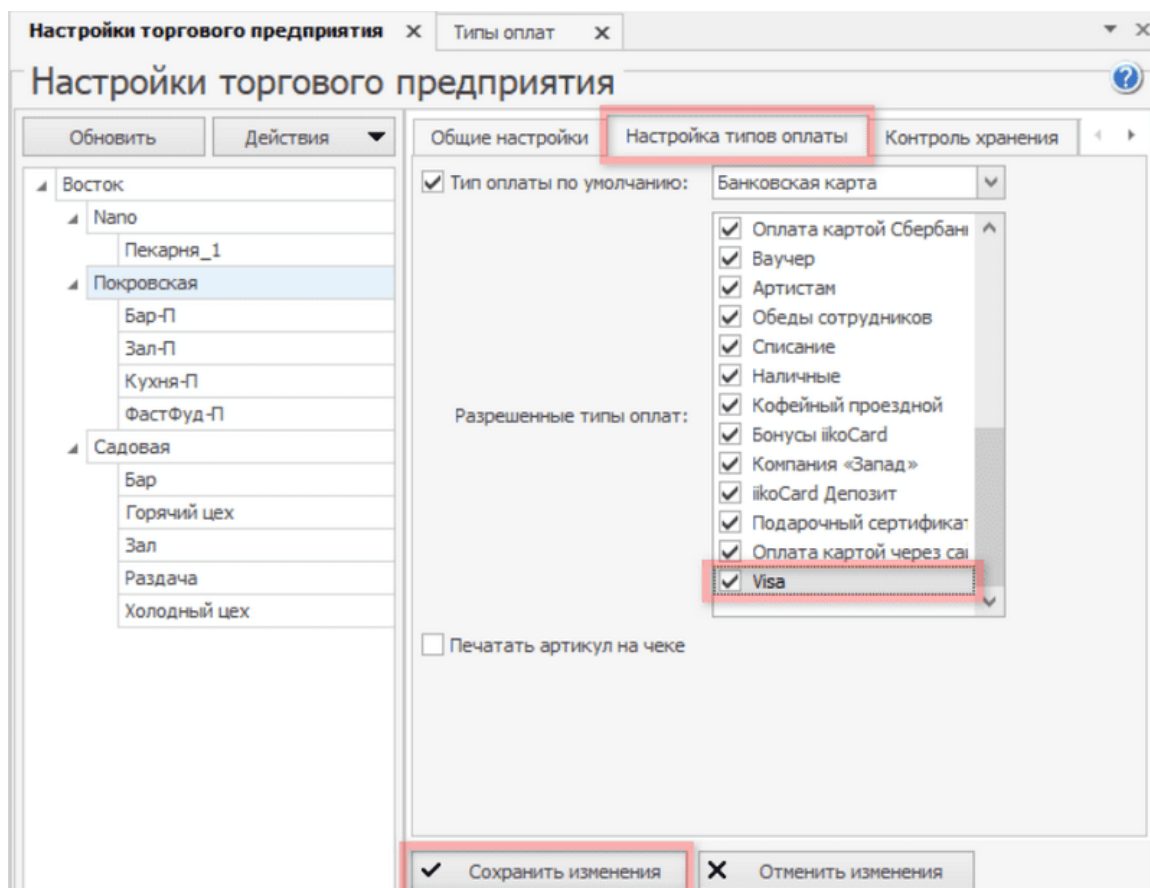 Настройки торгового предприятия
Типы оплат
Настройки торгового предприятия
Обновить
Действия
Восток
Nano
Пекарня_1
Покровская
Бар-П
Зал-П
Кухня-П
ФастФуд-П
Садовая
Бар
Горячий цех
Зал
Раздача
Холодный цех
Общие настройки
Настройка типов оплаты
Контроль хранения
Тип оплаты по умолчанию:
Банковская карта
Разрешенные типы оплат:
Оплата картой Сбербанк
Ваучер
Артистам
Обеды сотрудников
Списание
Наличные
Кофейный проездной
Бонусы iikoCard
Компания «Запад»
iikoCard Депозит
Подарочный сертификат
Оплата картой через
Visa
Печатать артикул на чеке
Сохранить изменения
Отменить изменения